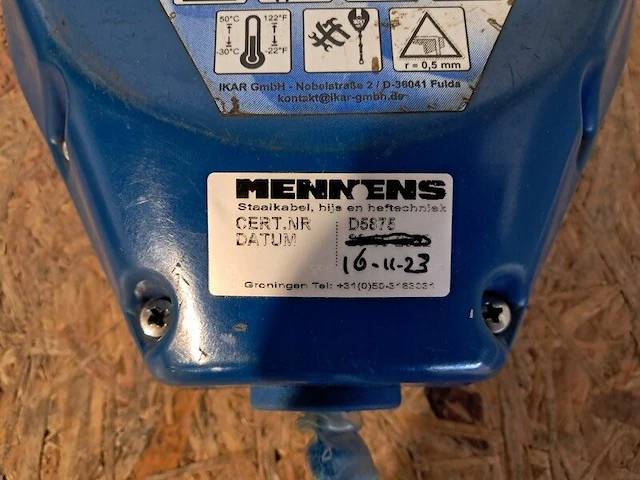 50°C 122°F
-30°C -22°F
r = 0,5 mm
IKAR GmbH - Nobelstraße 2 / D-36041 Fulda
kontakt@ikar-gmbh.de
MENNENS
Staalkabel, hijs en heftechniek
CERT.NR D5875
DATUM
16-11-23
Groningen Tel: +31(0)50-3183031